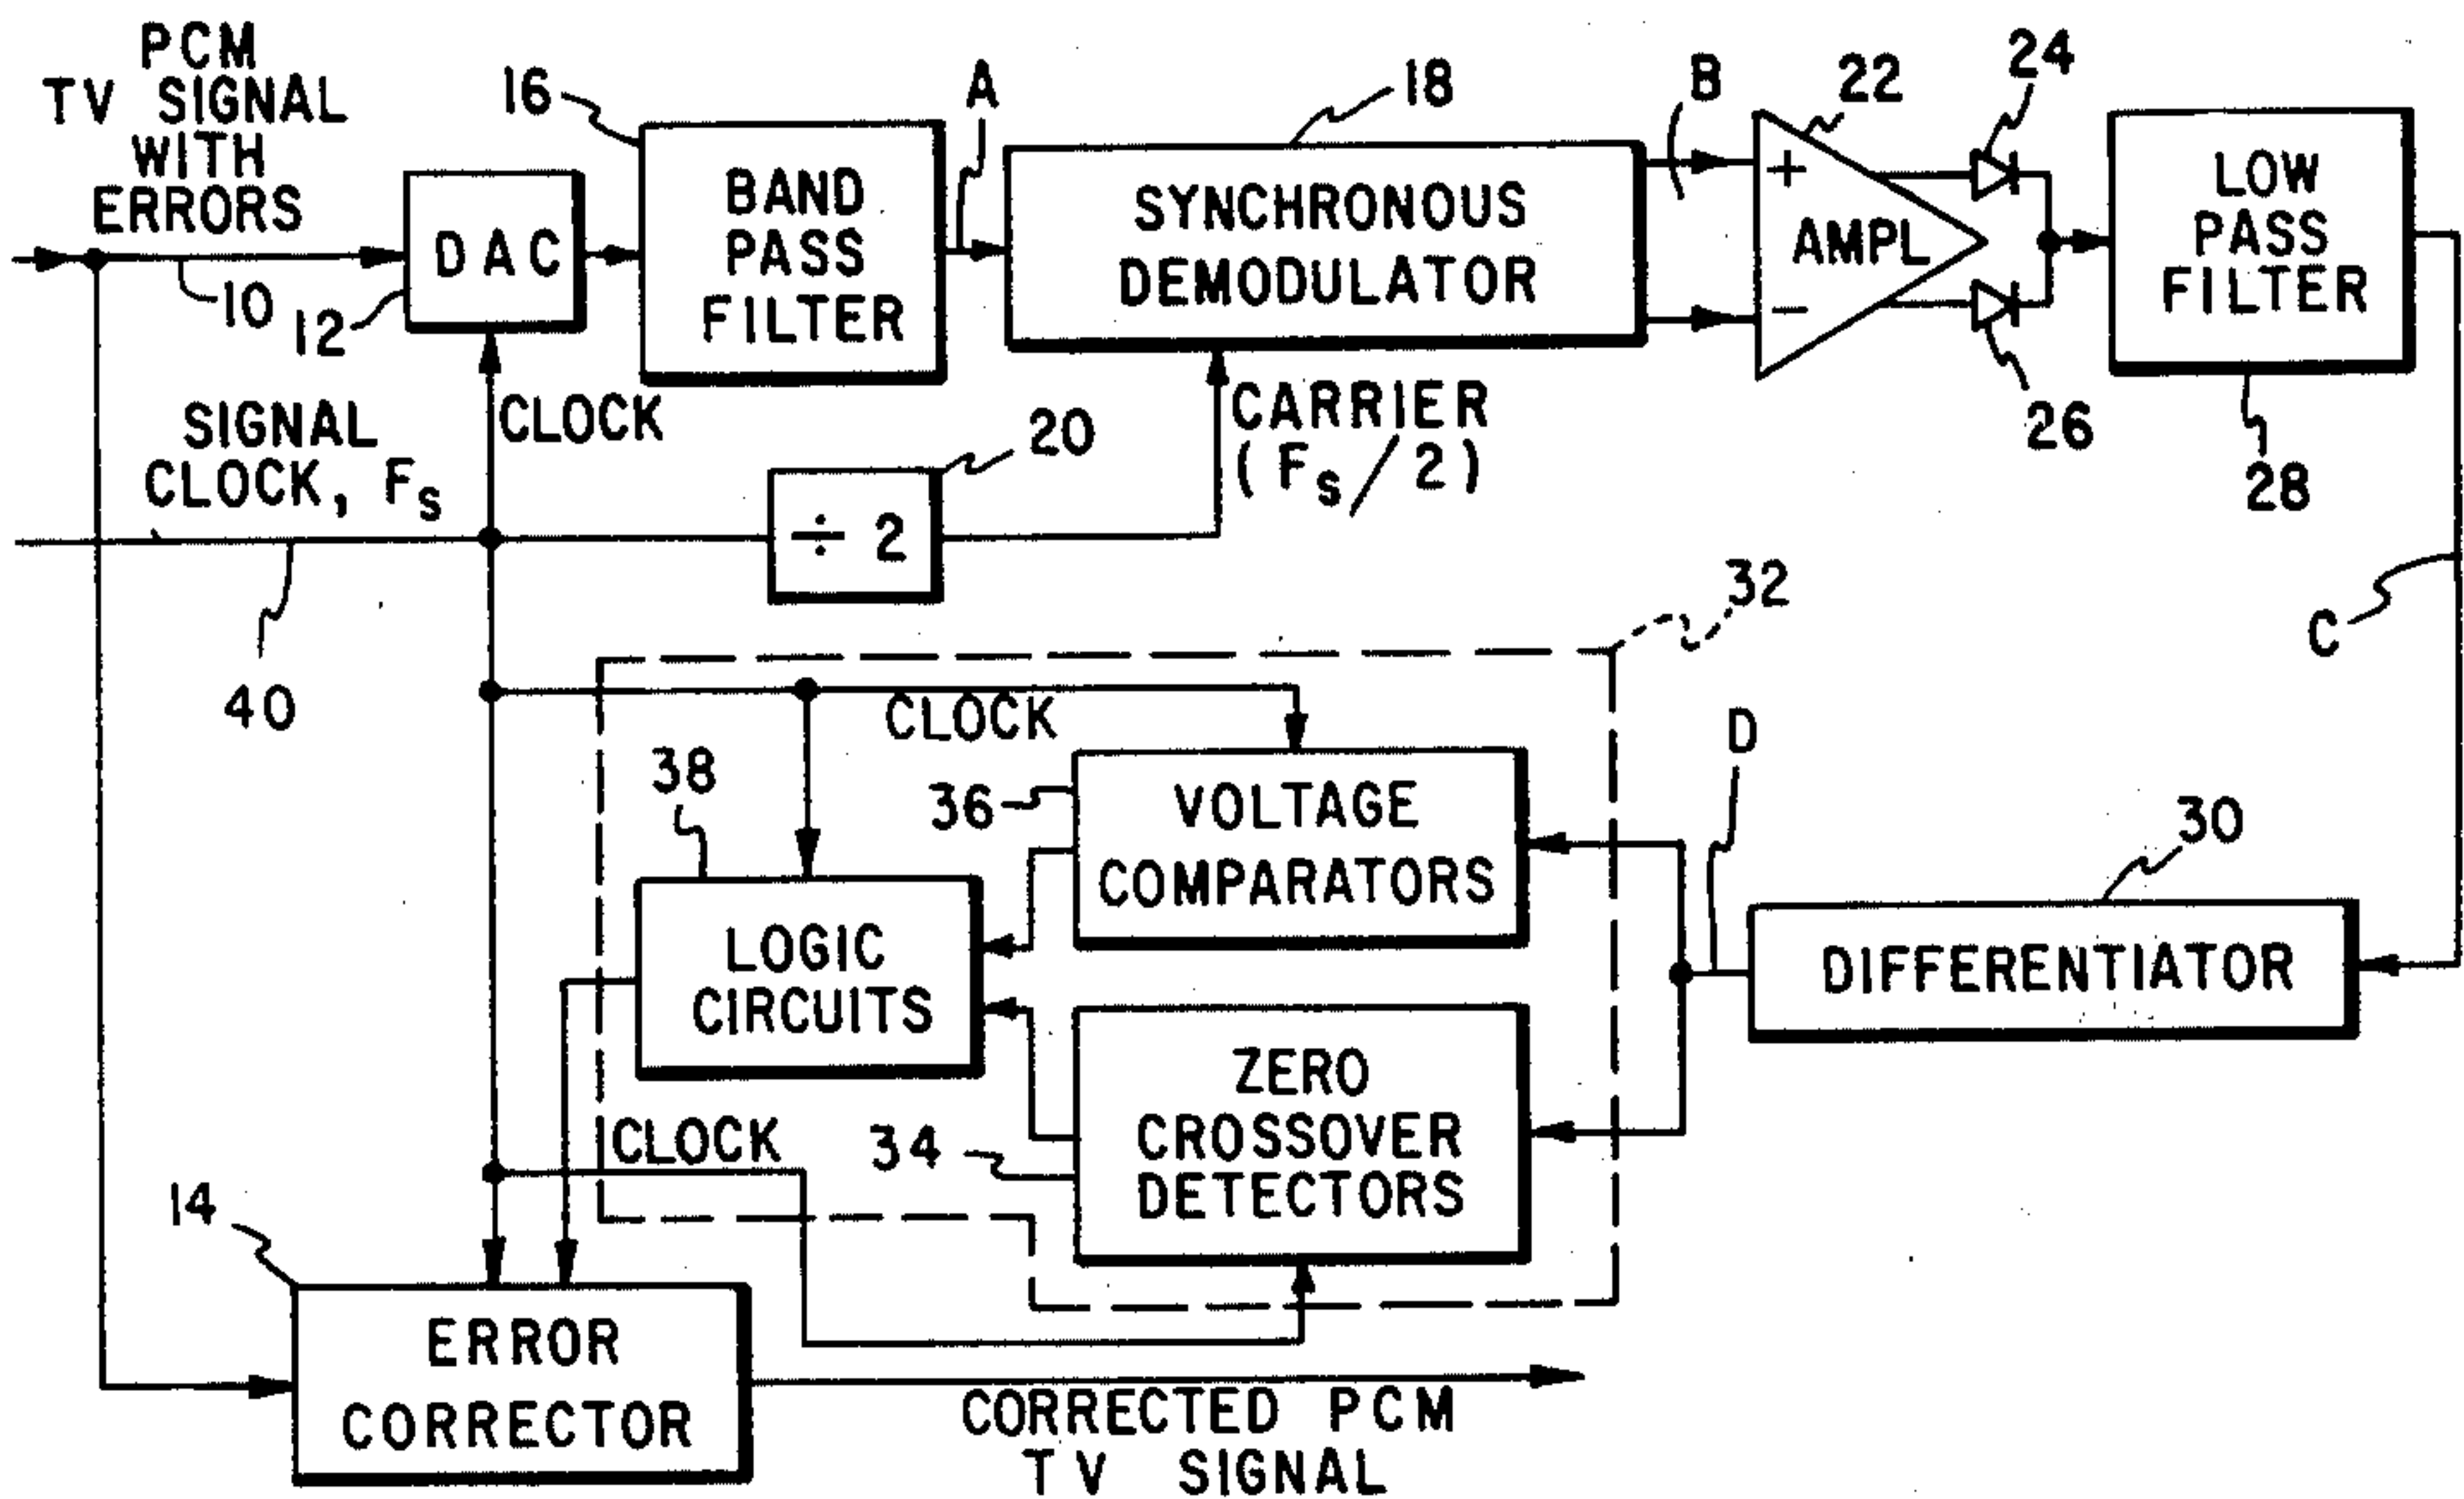 PCM
TV SIGNAL
WITH
ERRORS
10
12
DAC
16
BAND
PASS
FILTER
A
18
SYNCHRONOUS
DEMODULATOR
B
22
+
AMPL
−
24
26
LOW
PASS
FILTER
28
SIGNAL
CLOCK, Fs
CLOCK
40
20
÷ 2
CARRIER
(Fs/2)
32
C
CLOCK
38
LOGIC
CIRCUITS
36
VOLTAGE
COMPARATORS
D
30
DIFFERENTIATOR
34
ZERO
CROSSOVER
DETECTORS
CLOCK
14
ERROR
CORRECTOR
CORRECTED PCM
TV SIGNAL